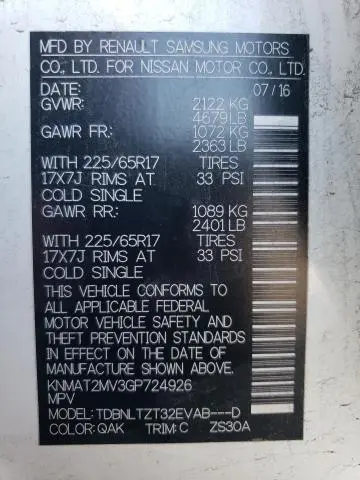 MFD BY RENAULT SAMSUNG MOTORS
CO., LTD. FOR NISSAN MOTOR CO., LTD.
DATE: 07/16
GVWR: 2122 KG
4679 LB
GAWR FR: 1072 KG
2363 LB
WITH 225/65R17 TIRES
17X7J RIMS AT 33 PSI
COLD SINGLE
GAWR RR: 1089 KG
2401 LB
WITH 225/65R17 TIRES
17X7J RIMS AT 33 PSI
COLD SINGLE
THIS VEHICLE CONFORMS TO
ALL APPLICABLE FEDERAL
MOTOR VEHICLE SAFETY AND
THEFT PREVENTION STANDARDS
IN EFFECT ON THE DATE OF
MANUFACTURE SHOWN ABOVE.
KNMAT2MV3GP724926
MPV
MODEL: TDBNLTZT32EVAB---D
COLOR: QAK TRIM: C ZS30A